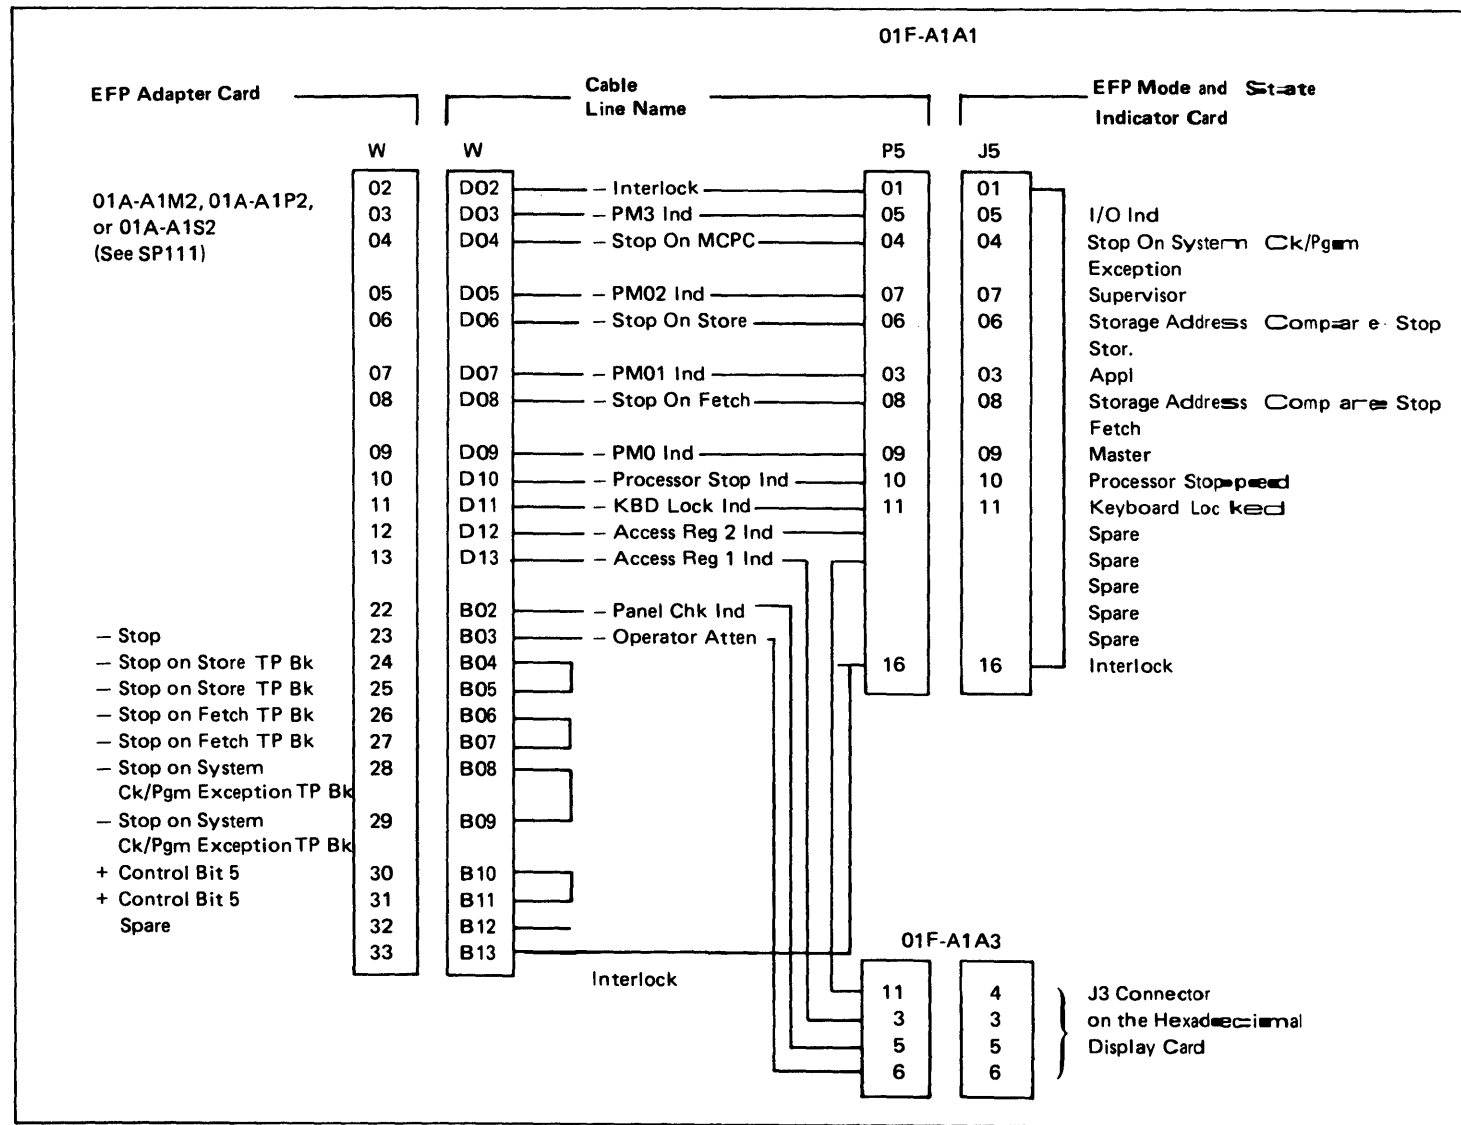 01F-A1A1
EFP Adapter Card
Cable
Line Name
EFP Mode and State
Indicator Card
W W P5 J5
01A-A1M2, 01A-A1P2,
or 01A-A1S2
(See SP111)
02 D02 – Interlock 01 01
03 D03 – PM3 Ind 05 05 I/O Ind
04 D04 – Stop On MCPC 04 04 Stop On System Ck/Pgm
Exception
05 D05 – PM02 Ind 07 07 Supervisor
06 D06 – Stop On Store 06 06 Storage Address Compare Stop
Stor.
07 D07 – PM01 Ind 03 03 Appl
08 D08 – Stop On Fetch 08 08 Storage Address Compare Stop
Fetch
09 D09 – PM0 Ind 09 09 Master
10 D10 – Processor Stop Ind 10 10 Processor Stopped
11 D11 – KBD Lock Ind 11 11 Keyboard Locked
12 D12 – Access Reg 2 Ind Spare
13 D13 – Access Reg 1 Ind Spare
Spare
22 B02 – Panel Chk Ind Spare
– Stop 23 B03 – Operator Atten Spare
– Stop on Store TP Bk 24 B04 16 16 Interlock
– Stop on Store TP Bk 25 B05
– Stop on Fetch TP Bk 26 B06
– Stop on Fetch TP Bk 27 B07
– Stop on System 28 B08
Ck/Pgm Exception TP Bk
– Stop on System 29 B09
Ck/Pgm Exception TP Bk
+ Control Bit 5 30 B10
+ Control Bit 5 31 B11
Spare 32 B12
33 B13
Interlock
01F-A1A3
11 4 J3 Connector
3 3 on the Hexadecimal
5 5 Display Card
6 6